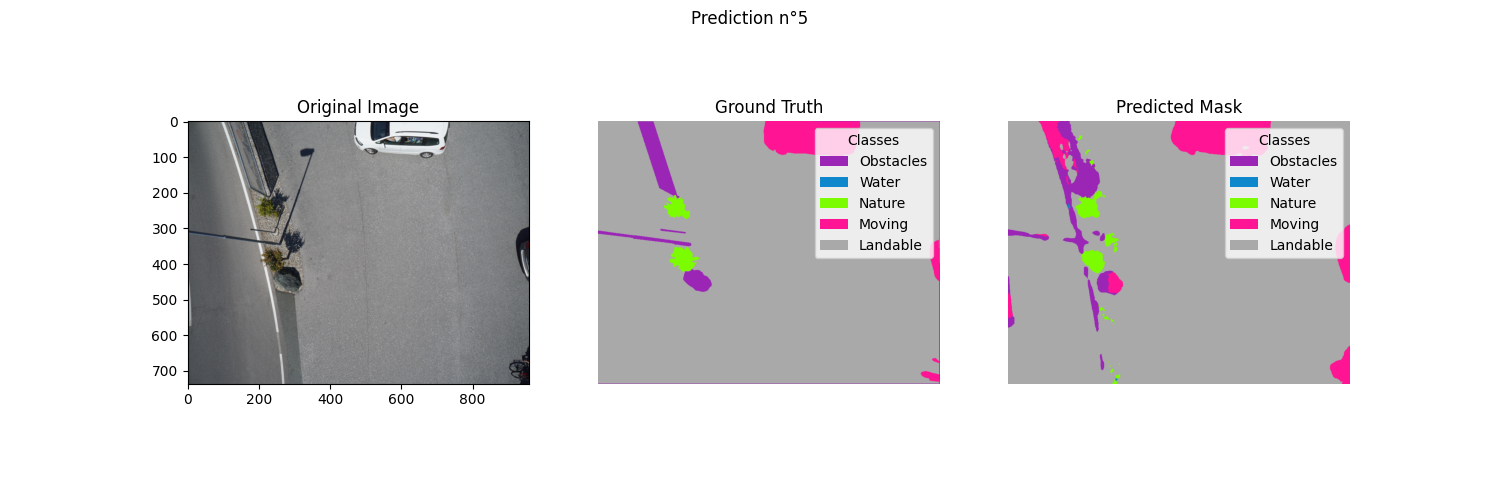 Prediction n°5
Original Image
0
100
200
300
400
500
600
700
0
200
400
600
800
Ground Truth
Classes
Obstacles
Water
Nature
Moving
Landable
Predicted Mask
Classes
Obstacles
Water
Nature
Moving
Landable